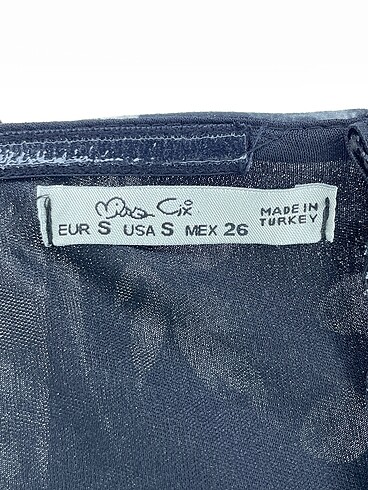 Miss Cix
MADE IN
TURKEY
EUR S USA S MEX 26